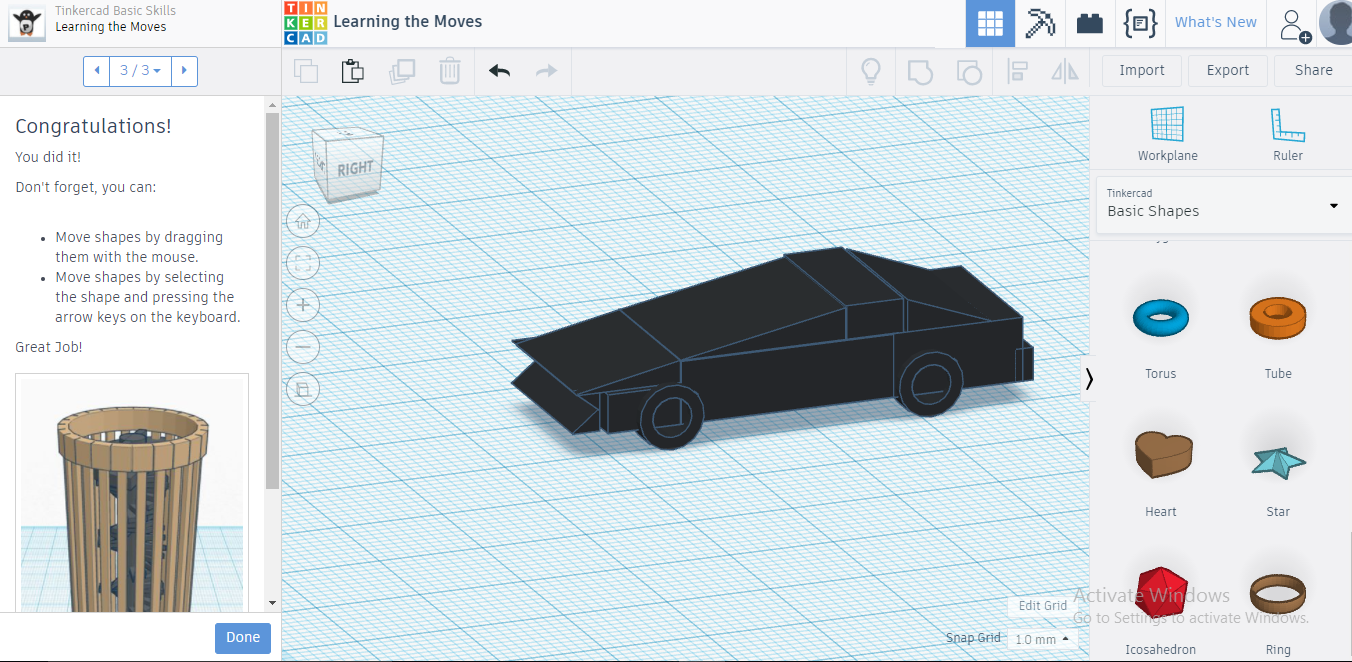 Tinkercad Basic Skills
Learning the Moves
TIN
KER
CAD
Learning the Moves
What's New
3 / 3
Import
Export
Share
Congratulations!
You did it!
Don't forget, you can:
Move shapes by dragging
them with the mouse.
Move shapes by selecting
the shape and pressing the
arrow keys on the keyboard.
Great Job!
Done
RIGHT
Edit Grid
Snap Grid
1.0 mm
Workplane
Ruler
Tinkercad
Basic Shapes
Torus
Tube
Heart
Star
Activate Windows
Go to Settings to activate Windows.
Icosahedron
Ring